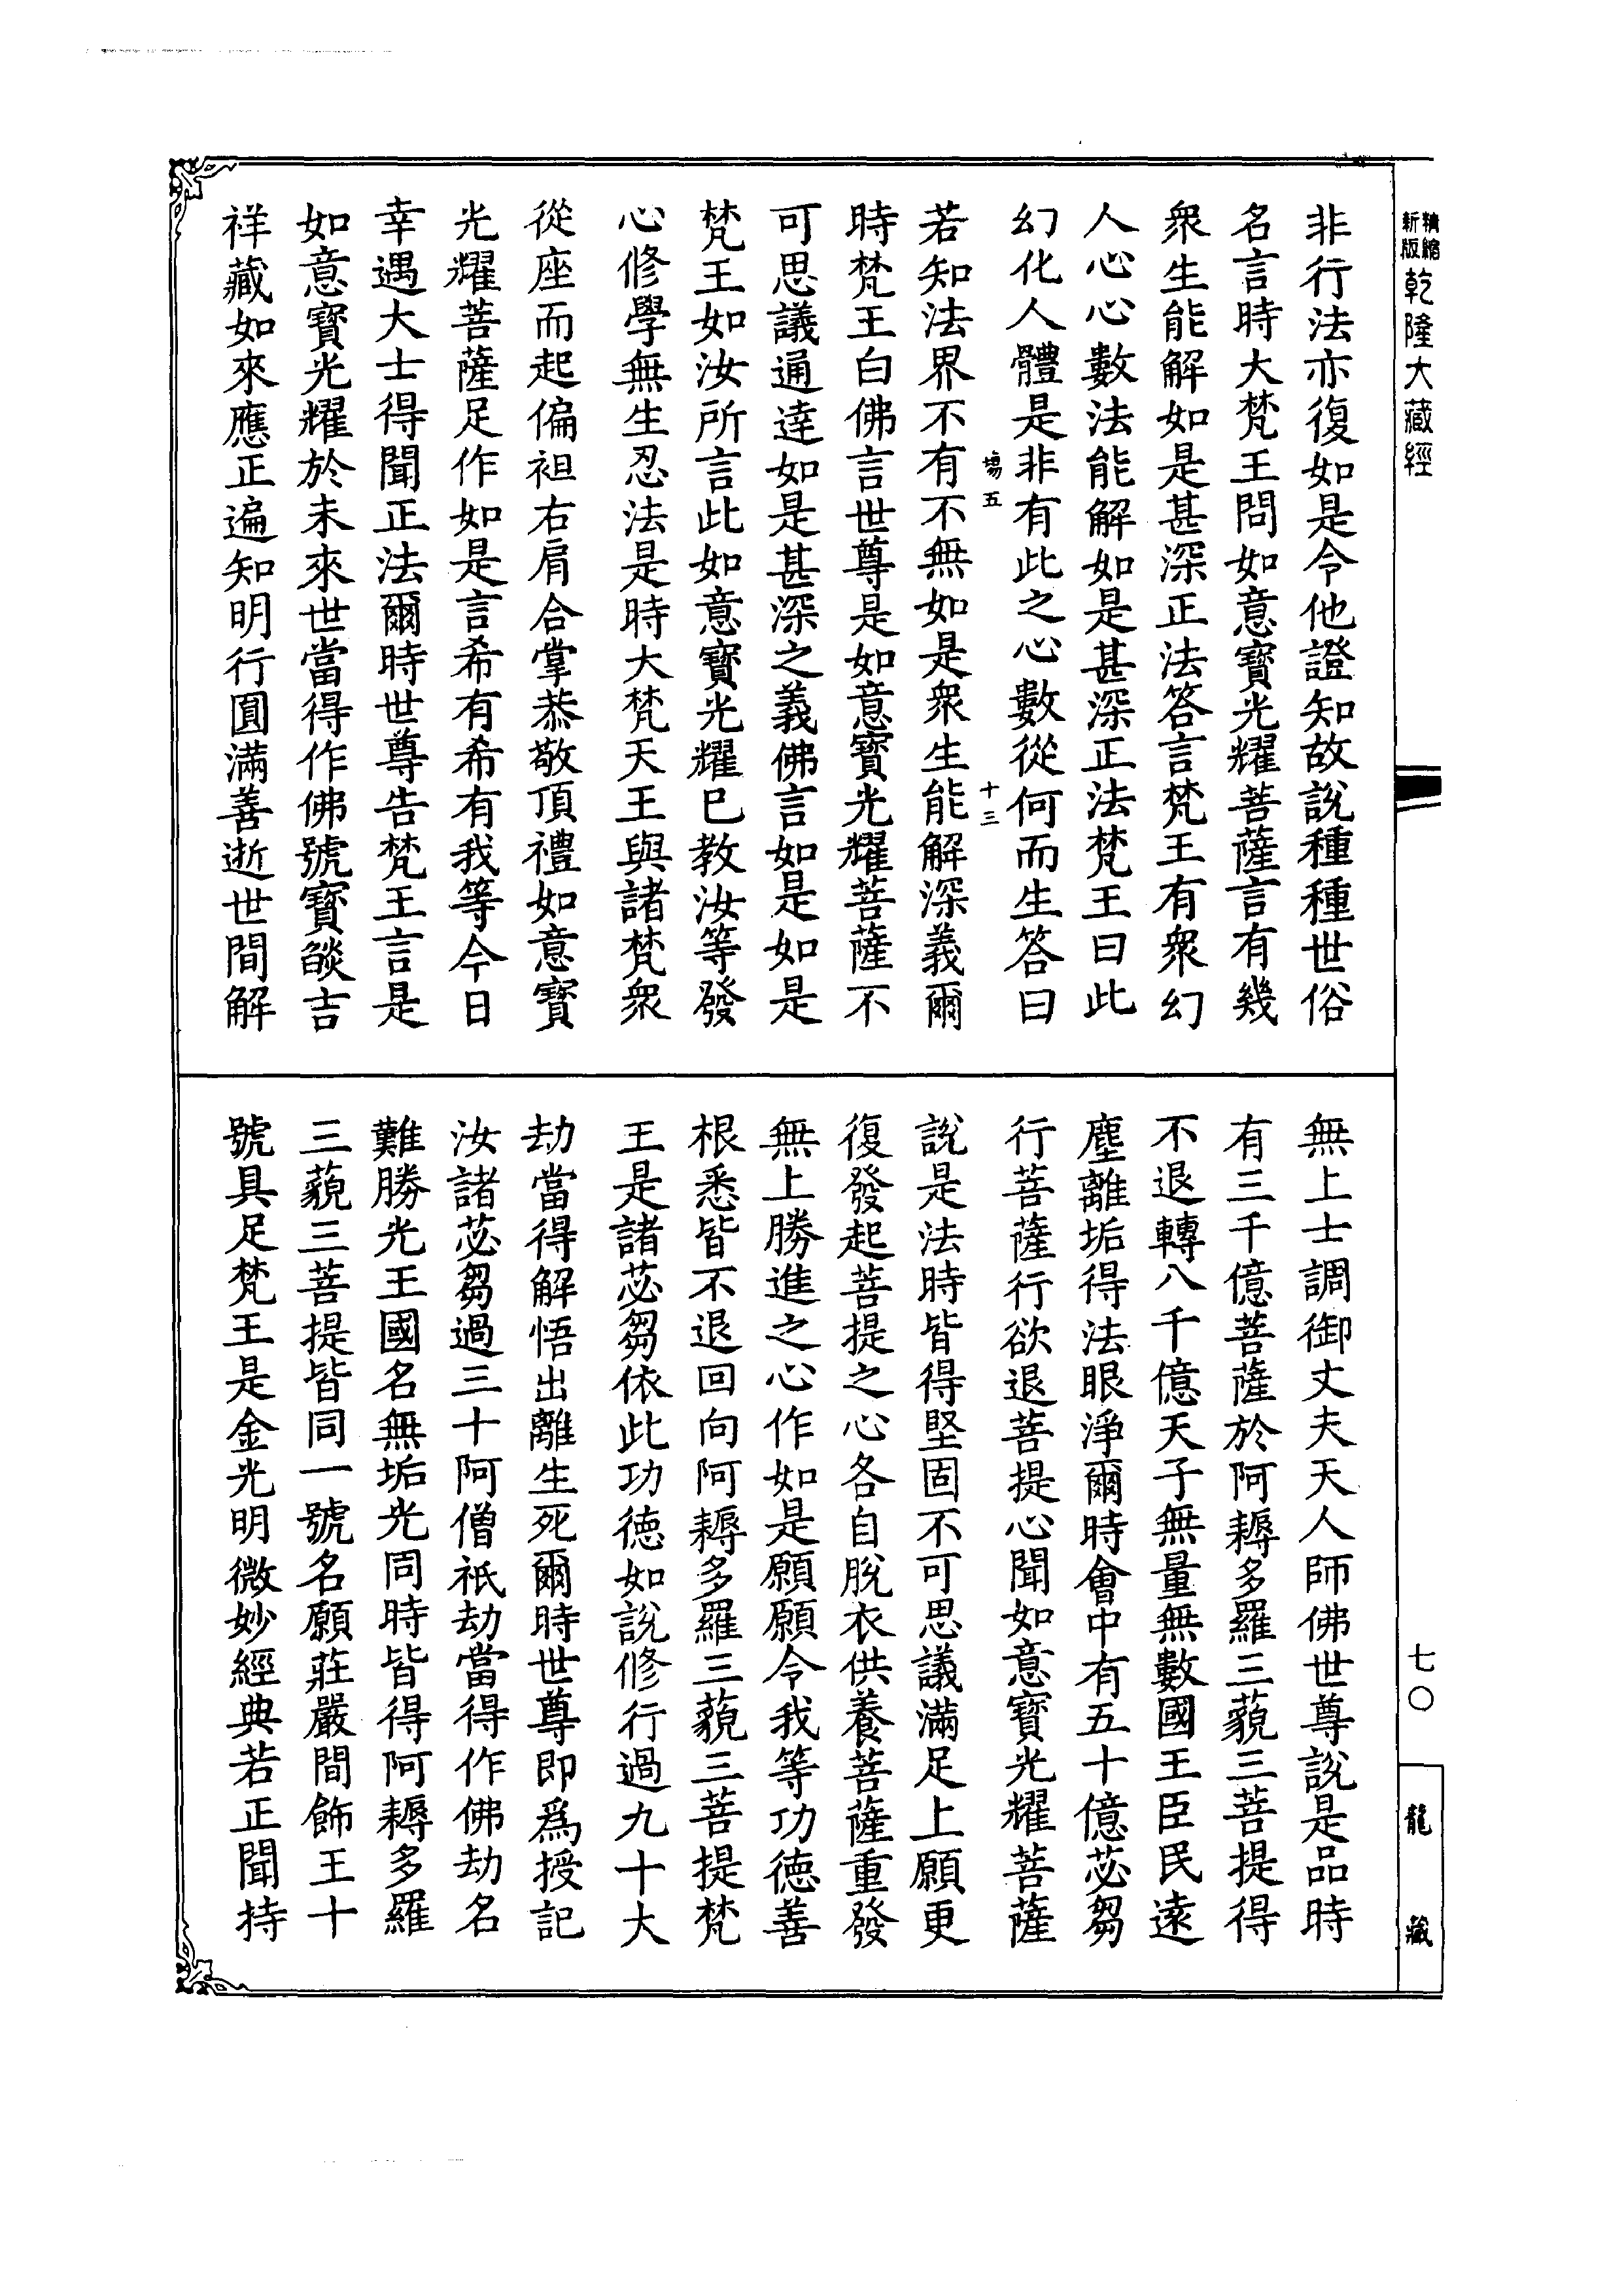 精縮新版乾隆大藏經
非行法亦復如是令他證知故說種種世俗
名言時大梵王問如意寶光耀菩薩言有幾
衆生能解如是甚深正法答言梵王有衆幻
人心心數法能解如是甚深正法梵王曰此
幻化人體是非有此之心數從何而生答曰
塲五 十三
若知法界不有不無如是衆生能解深義爾
時梵王白佛言世尊是如意寶光耀菩薩不
可思議通達如是甚深之義佛言如是如是
梵王如汝所言此如意寶光耀已教汝等發
心修學無生忍法是時大梵天王與諸梵衆
從座而起偏袒右肩合掌恭敬頂禮如意寶
光耀菩薩足作如是言希有希有我等今日
幸遇大士得聞正法爾時世尊告梵王言是
如意寶光耀於未來世當得作佛號寶燄吉
祥藏如來應正遍知明行圓滿善逝世間解
無上士調御丈夫天人師佛世尊說是品時
有三千億菩薩於阿耨多羅三藐三菩提得
不退轉八千億天子無量無數國王臣民遠
塵離垢得法眼淨爾時會中有五十億苾芻
行菩薩行欲退菩提心聞如意寶光耀菩薩
說是法時皆得堅固不可思議滿足上願更
復發起菩提之心各自脫衣供養菩薩重發
無上勝進之心作如是願願令我等功德善
根悉皆不退回向阿耨多羅三藐三菩提梵
王是諸苾芻依此功德如說修行過九十大
劫當得解悟出離生死爾時世尊即爲授記
汝諸苾芻過三十阿僧祇劫當得作佛劫名
難勝光王國名無垢光同時皆得阿耨多羅
三藐三菩提皆同一號名願莊嚴間飾王十
號具足梵王是金光明微妙經典若正聞持
七〇
龍藏